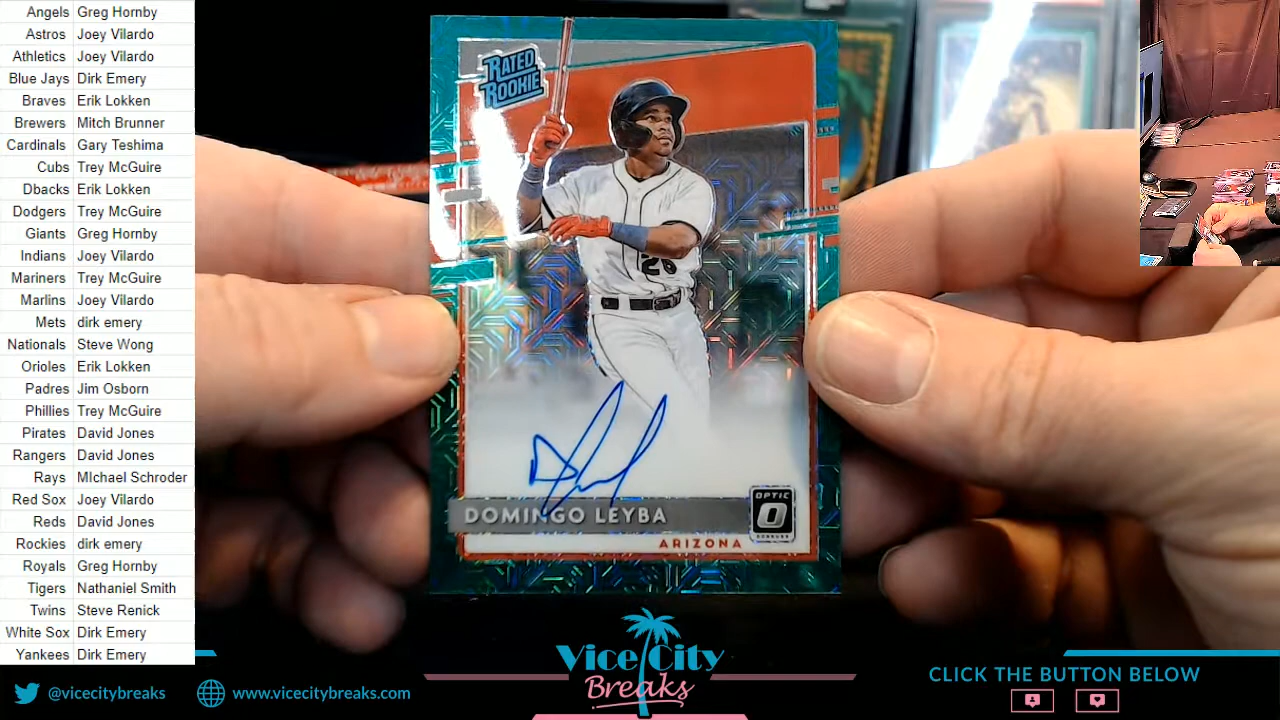 Angels Greg Hornby
Astros Joey Vilardo
Athletics Joey Vilardo
Blue Jays Dirk Emery
Braves Erik Lokken
Brewers Mitch Brunner
Cardinals Gary Teshima
Cubs Trey McGuire
Dbacks Erik Lokken
Dodgers Trey McGuire
Giants Greg Hornby
Indians Joey Vilardo
Mariners Trey McGuire
Marlins Joey Vilardo
Mets dirk emery
Nationals Steve Wong
Orioles Erik Lokken
Padres Jim Osborn
Phillies Trey McGuire
Pirates David Jones
Rangers David Jones
Rays MIchael Schroder
Red Sox Joey Vilardo
Reds David Jones
Rockies dirk emery
Royals Greg Hornby
Tigers Nathaniel Smith
Twins Steve Renick
White Sox Dirk Emery
Yankees Dirk Emery
RATED
ROOKIE
26
DOMINGO LEYBA
ARIZONA
OPTIC
O
DONRUSS
Vice City
Breaks
@vicecitybreaks
www.vicecitybreaks.com
CLICK THE BUTTON BELOW